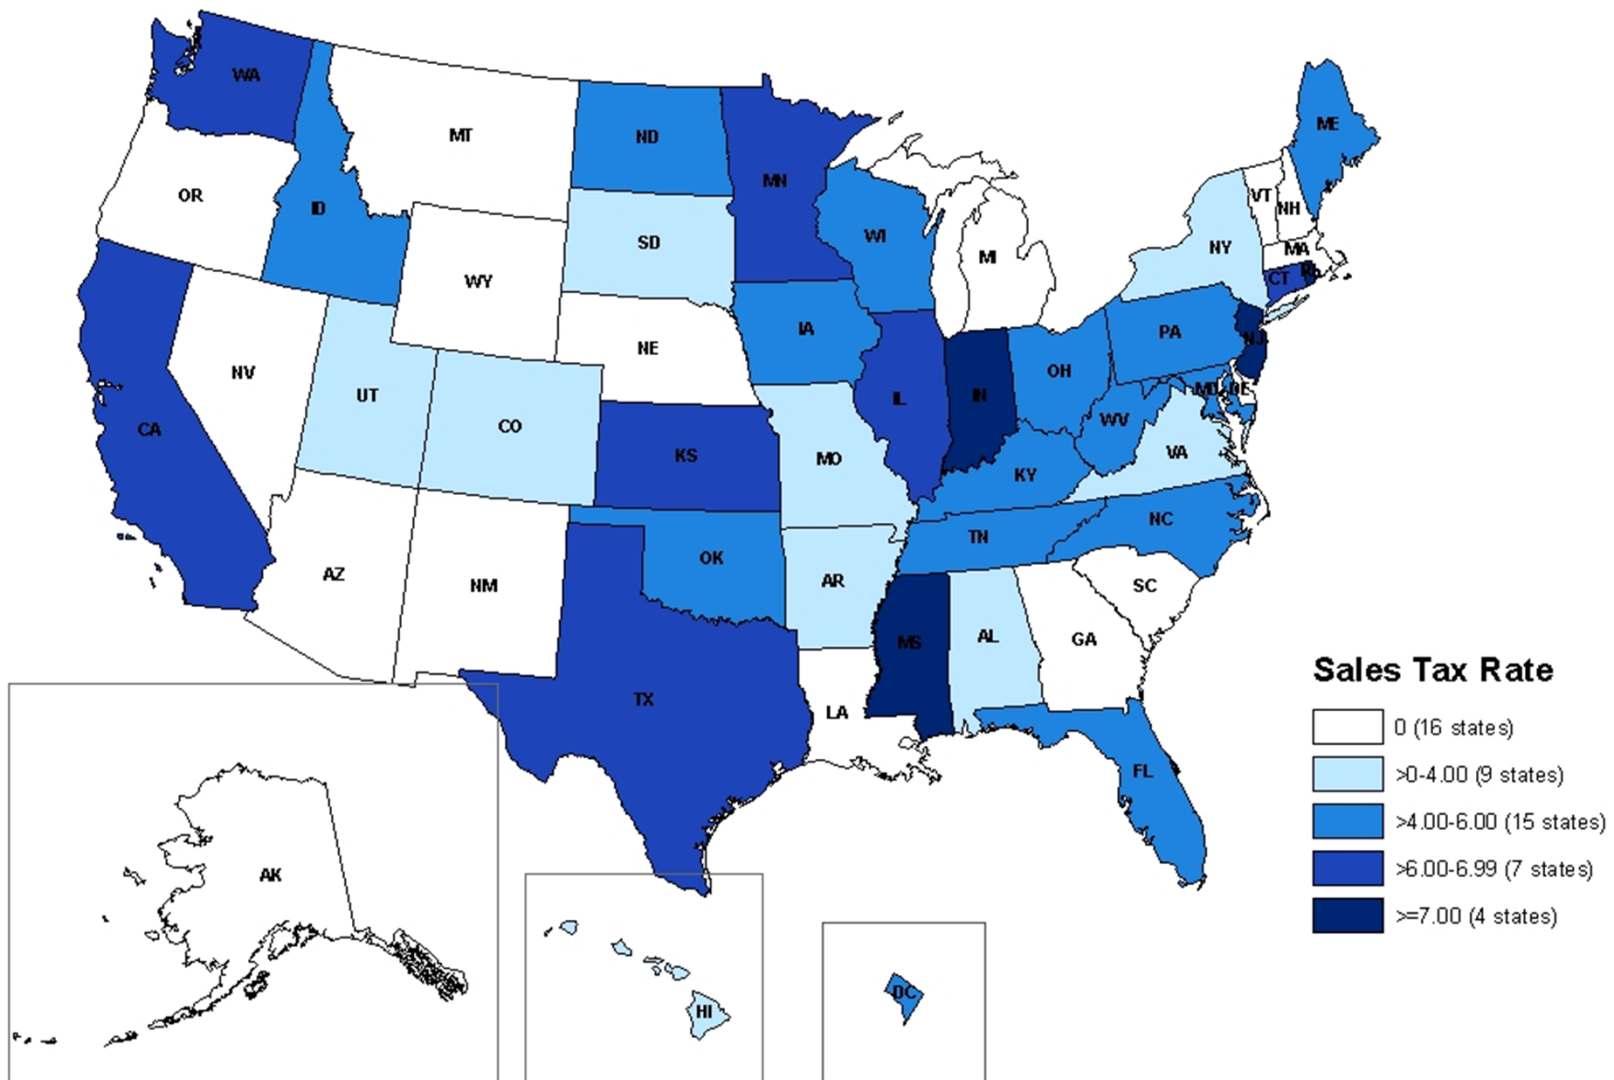 WA
ME
MT
ND
MN
OR
ID
VT
NH
SD
WI
NY
MA
MI
WY
CT
RI
IA
PA
NE
NJ
NV
OH
UT
IL
IN
MD
DE
CO
WV
CA
KS
MO
VA
KY
NC
TN
OK
AZ
AR
NM
SC
MS
AL
GA
TX
LA
FL
AK
HI
DC
Sales Tax Rate
0 (16 states)
>0-4.00 (9 states)
>4.00-6.00 (15 states)
>6.00-6.99 (7 states)
>=7.00 (4 states)